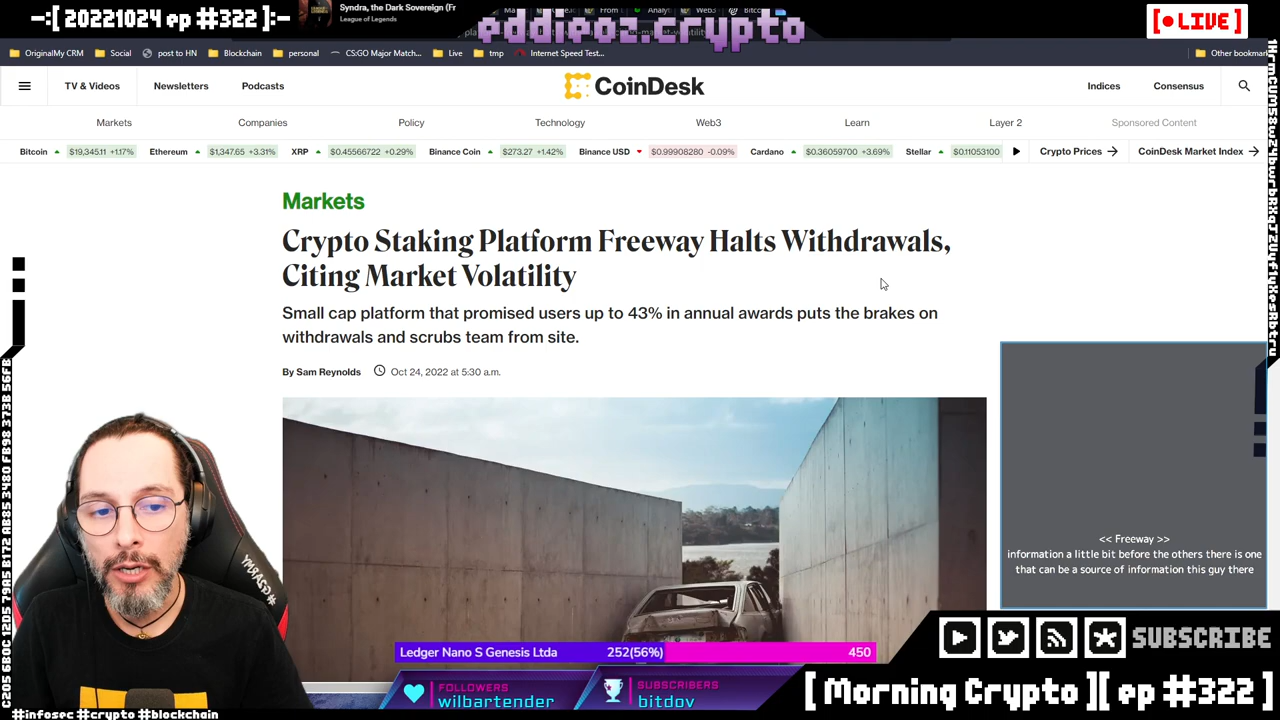 -:[ 20221024 ep #322 ]:-
Syndra, the Dark Sovereign (Fr
League of Legends
eddieoz.crypto
[ ● LIVE ]
OriginalMy CRM
Social
post to HN
Blockchain
personal
CS:GO Major Match...
Live
tmp
Internet Speed Test...
Other bookmar
TV & Videos
Newsletters
Podcasts
CoinDesk
Indices
Consensus
Markets
Companies
Policy
Technology
Web3
Learn
Layer 2
Sponsored Content
Bitcoin $19,345.11 +1.17%
Ethereum $1,347.65 +3.31%
XRP $0.45566722 +0.29%
Binance Coin $273.27 +1.42%
Binance USD $0.99908280 -0.09%
Cardano $0.36059700 +3.69%
Stellar $0.11053100
Crypto Prices
CoinDesk Market Index
Markets
Crypto Staking Platform Freeway Halts Withdrawals,
Citing Market Volatility
Small cap platform that promised users up to 43% in annual awards puts the brakes on
withdrawals and scrubs team from site.
By Sam Reynolds
Oct 24, 2022 at 5:30 a.m.
<< Freeway >>
information a little bit before the others there is one
that can be a source of information this guy there
Ledger Nano S Genesis Ltda 252(56%) 450
FOLLOWERS
wilbartender
SUBSCRIBERS
bitdov
SUBSCRIBE
[ Morning Crypto ][ ep #322 ]
#infosec #crypto #blockchain